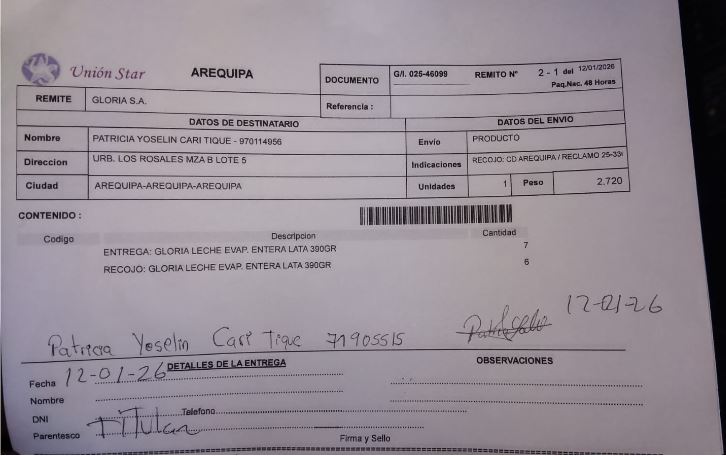 Unión Star AREQUIPA DOCUMENTO G/I. 025-46099 REMITO N° 2 - 1 del 12/01/2026
Paq.Nac. 48 Horas
REMITE GLORIA S.A. Referencia :
DATOS DE DESTINATARIO DATOS DEL ENVIO
Nombre PATRICIA YOSELIN CARI TIQUE - 970114956 Envio PRODUCTO
Direccion URB. LOS ROSALES MZA B LOTE 5 Indicaciones RECOJO: CD AREQUIPA / RECLAMO 25-33
Ciudad AREQUIPA-AREQUIPA-AREQUIPA Unidades 1 Peso 2.720
CONTENIDO :
Codigo Descripcion Cantidad
ENTREGA: GLORIA LECHE EVAP. ENTERA LATA 390GR 7
RECOJO: GLORIA LECHE EVAP. ENTERA LATA 390GR 6
12-01-26
Patricia Yoselin Cari Tique 71905515
DETALLES DE LA ENTREGA OBSERVACIONES
Fecha 12-01-26
Nombre
DNI Telefono
Parentesco Titular
Firma y Sello